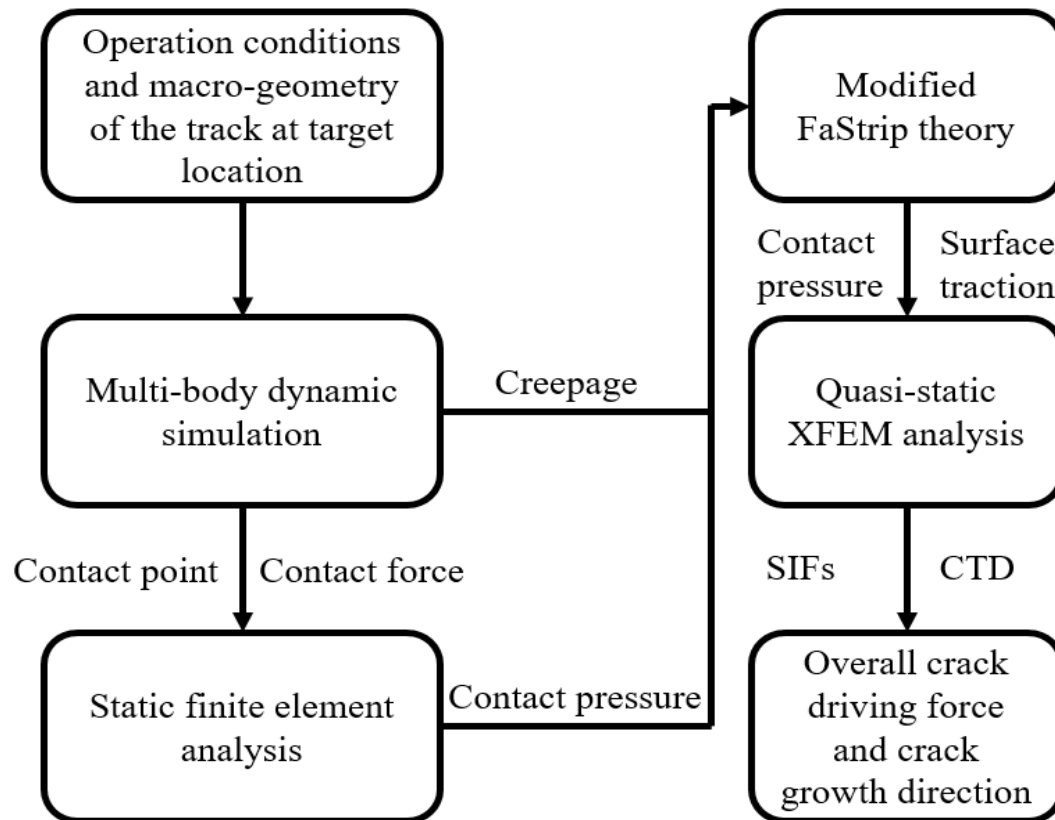 Operation conditions
and macro-geometry
of the track at target
location
Multi-body dynamic
simulation
Contact point
Contact force
Static finite element
analysis
Creepage
Contact pressure
Modified
FaStrip theory
Contact
pressure
Surface
traction
Quasi-static
XFEM analysis
SIFs
CTD
Overall crack
driving force
and crack
growth direction